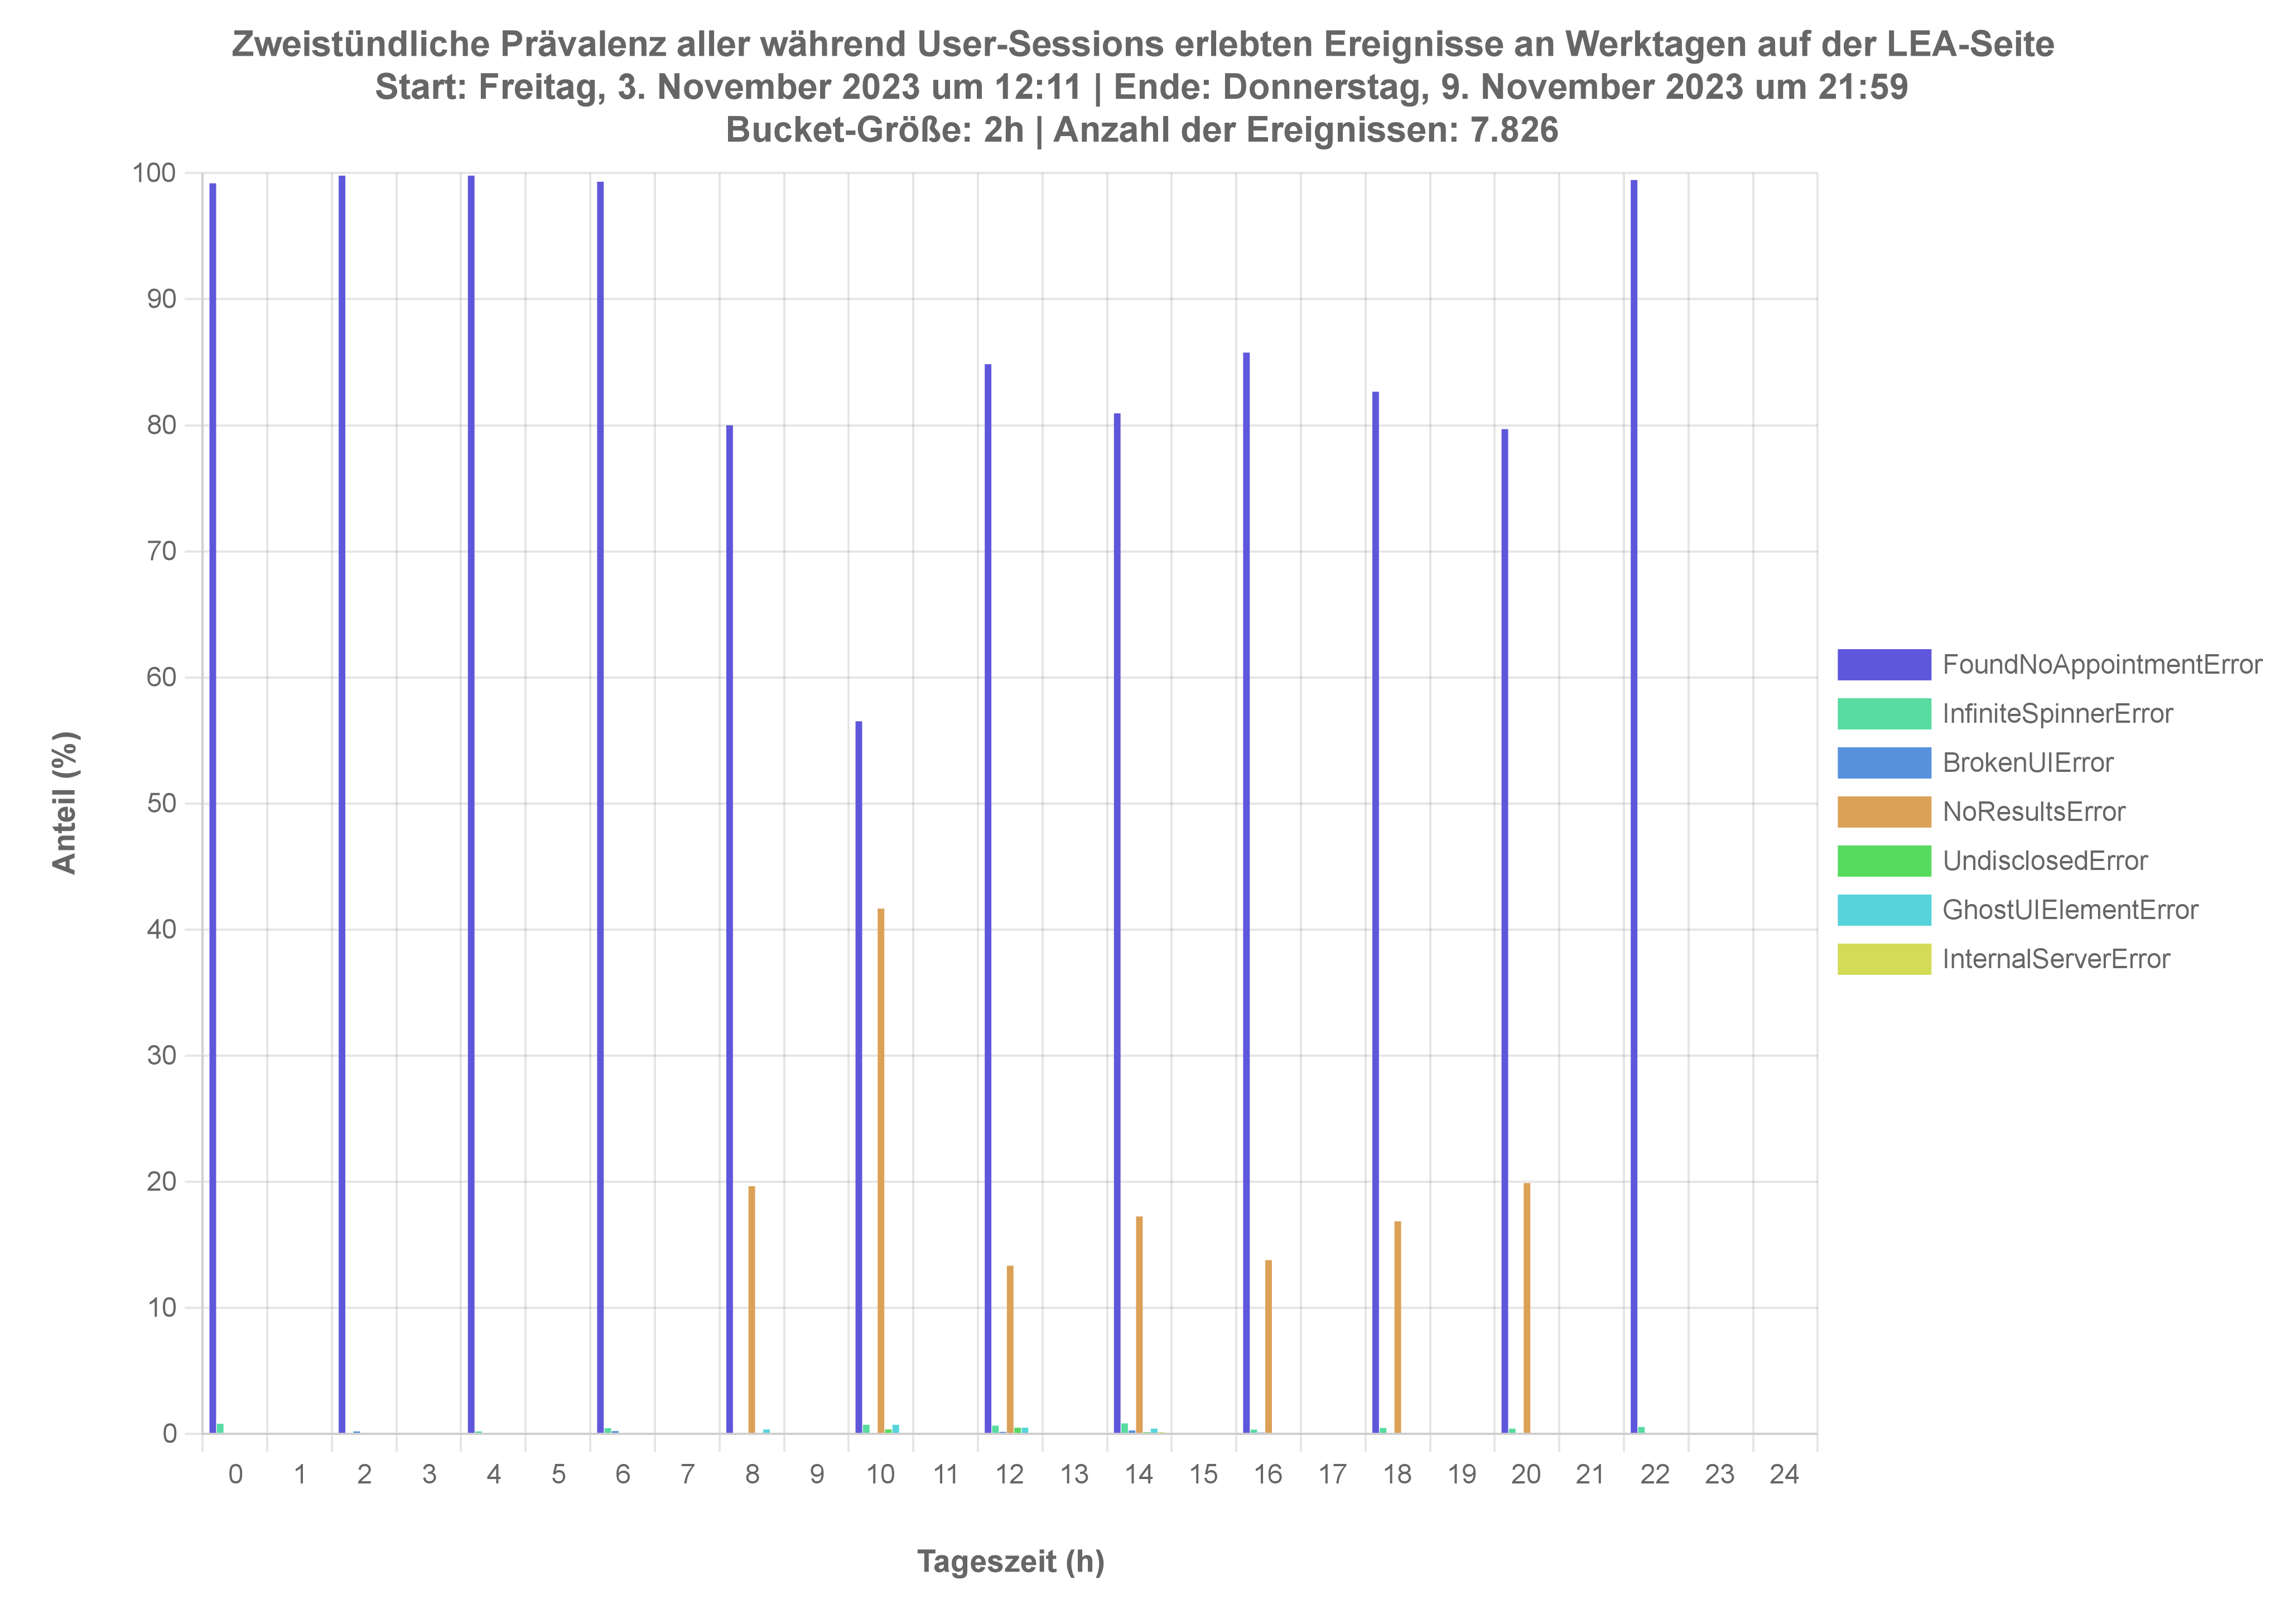 Zweistündliche Prävalenz aller während User-Sessions erlebten Ereignisse an Werktagen auf der LEA-Seite
Start: Freitag, 3. November 2023 um 12:11 | Ende: Donnerstag, 9. November 2023 um 21:59
Bucket-Größe: 2h | Anzahl der Ereignissen: 7.826
100
90
80
70
60
50
40
30
20
10
0
Anteil (%)
0 1 2 3 4 5 6 7 8 9 10 11 12 13 14 15 16 17 18 19 20 21 22 23 24
Tageszeit (h)
FoundNoAppointmentError
InfiniteSpinnerError
BrokenUIError
NoResultsError
UndisclosedError
GhostUIElementError
InternalServerError